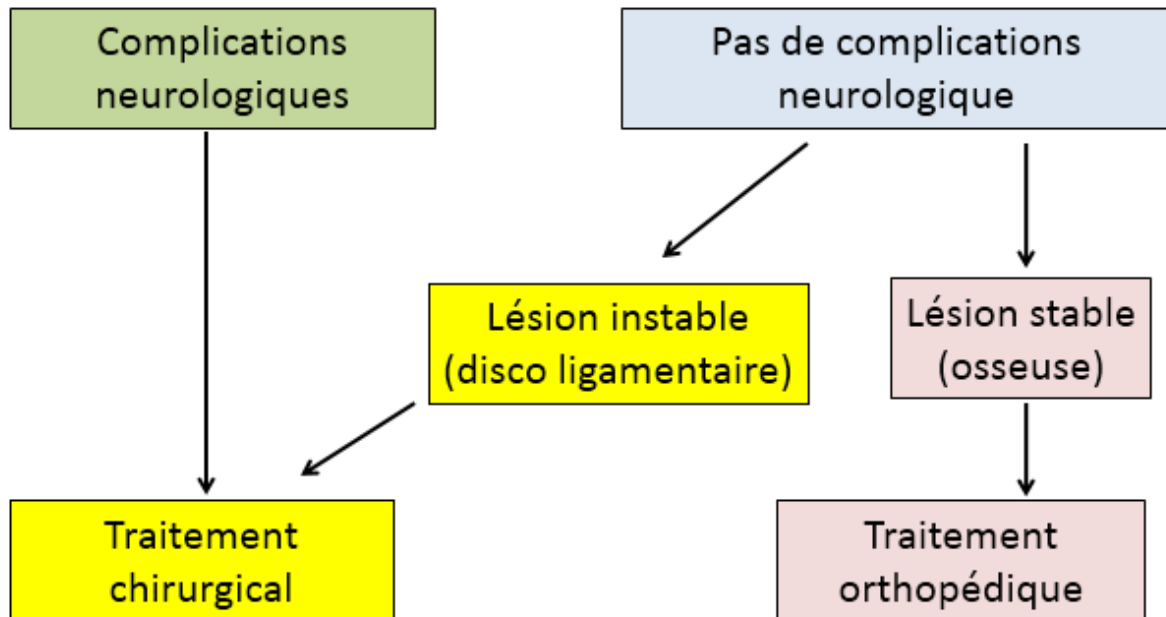 Complications
neurologiques
Pas de complications
neurologique
Lésion instable
(disco ligamentaire)
Lésion stable
(osseuse)
Traitement
chirurgical
Traitement
orthopédique